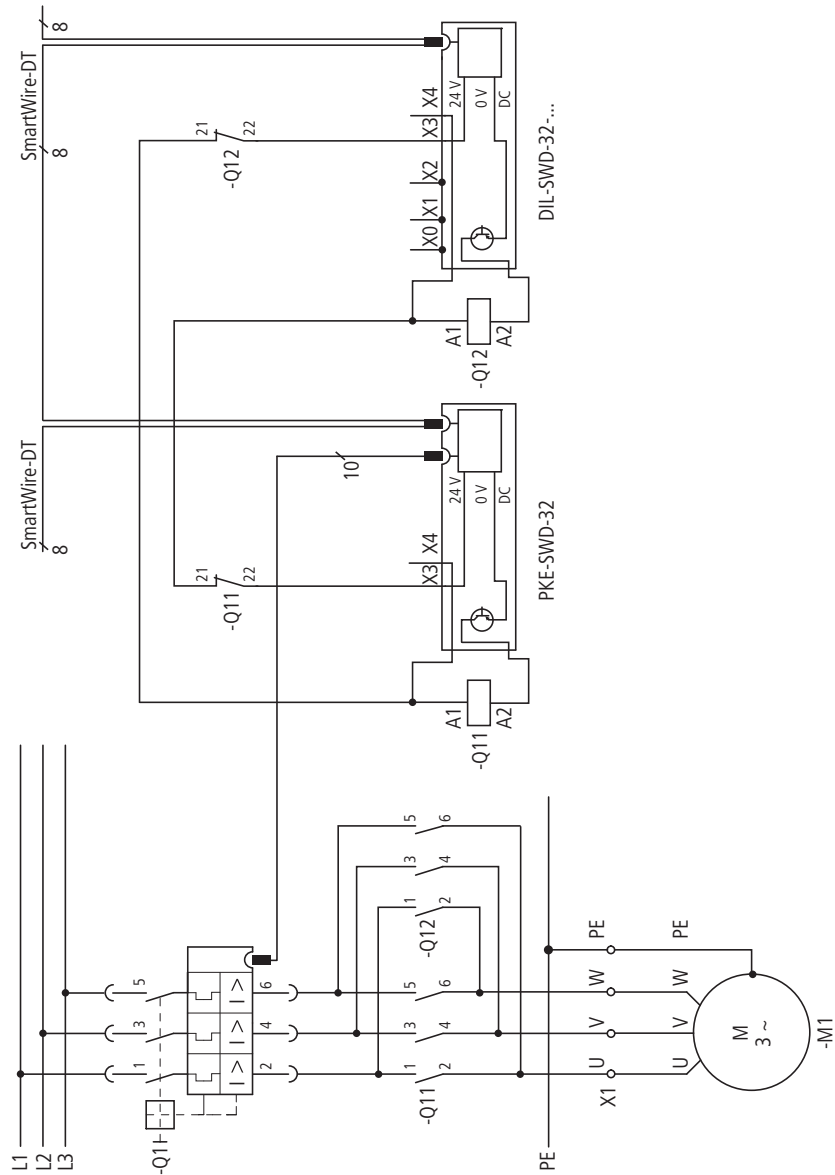 SmartWire-DT
8
8
SmartWire-DT
8
21
22
-Q12
21
22
-Q11
10
X0
X1
X2
X3
X4
24 V
0 V
DC
DIL-SWD-32-...
A1
A2
-Q12
X3
X4
24 V
0 V
DC
PKE-SWD-32
A1
A2
-Q11
L1
L2
L3
-Q1
1
3
5
I >
I >
I >
2
4
6
-Q11
1
2
3
4
5
6
-Q12
1
2
3
4
5
6
PE
X1
U
V
W
PE
U
V
W
PE
M
3 ~
-M1